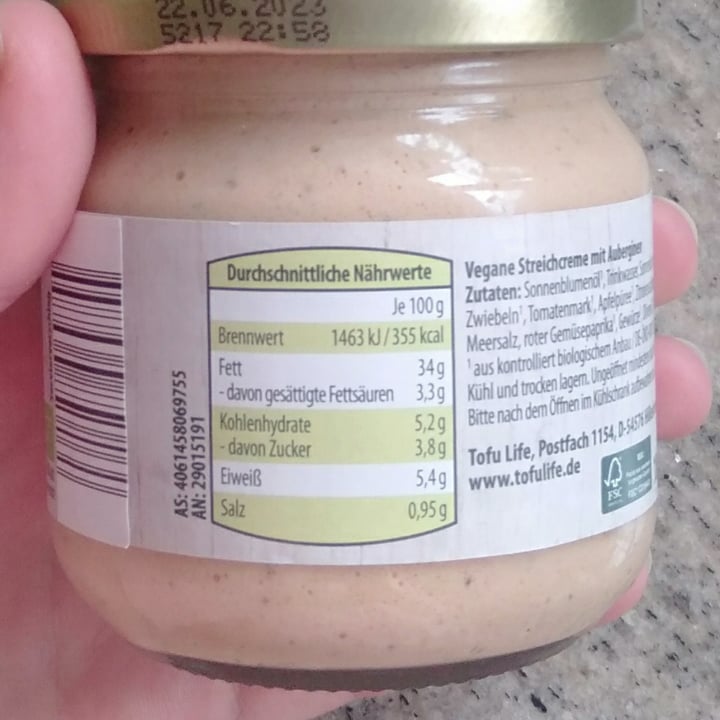 22.06.2023
5217 22:58
Durchschnittliche Nährwerte
Je 100 g
Brennwert 1463 kJ / 355 kcal
Fett 34 g
- davon gesättigte Fettsäuren 3,3 g
Kohlenhydrate 5,2 g
- davon Zucker 3,8 g
Eiweiß 5,4 g
Salz 0,95 g
AS: 4061458069755
AN: 29015191
Vegane Streichcreme mit Auberginen
Zutaten: Sonnenblumenöl¹, Trinkwasser,
Zwiebeln¹, Tomatenmark¹, Apfelpüree¹,
Meersalz, roter Gemüsepaprika¹, Gewürze¹,
¹ aus kontrolliert biologischem Anbau
Kühl und trocken lagern. Ungeöffnet
Bitte nach dem Öffnen im Kühlschrank
Tofu Life, Postfach 1154, D-54576
www.tofulife.de
FSC